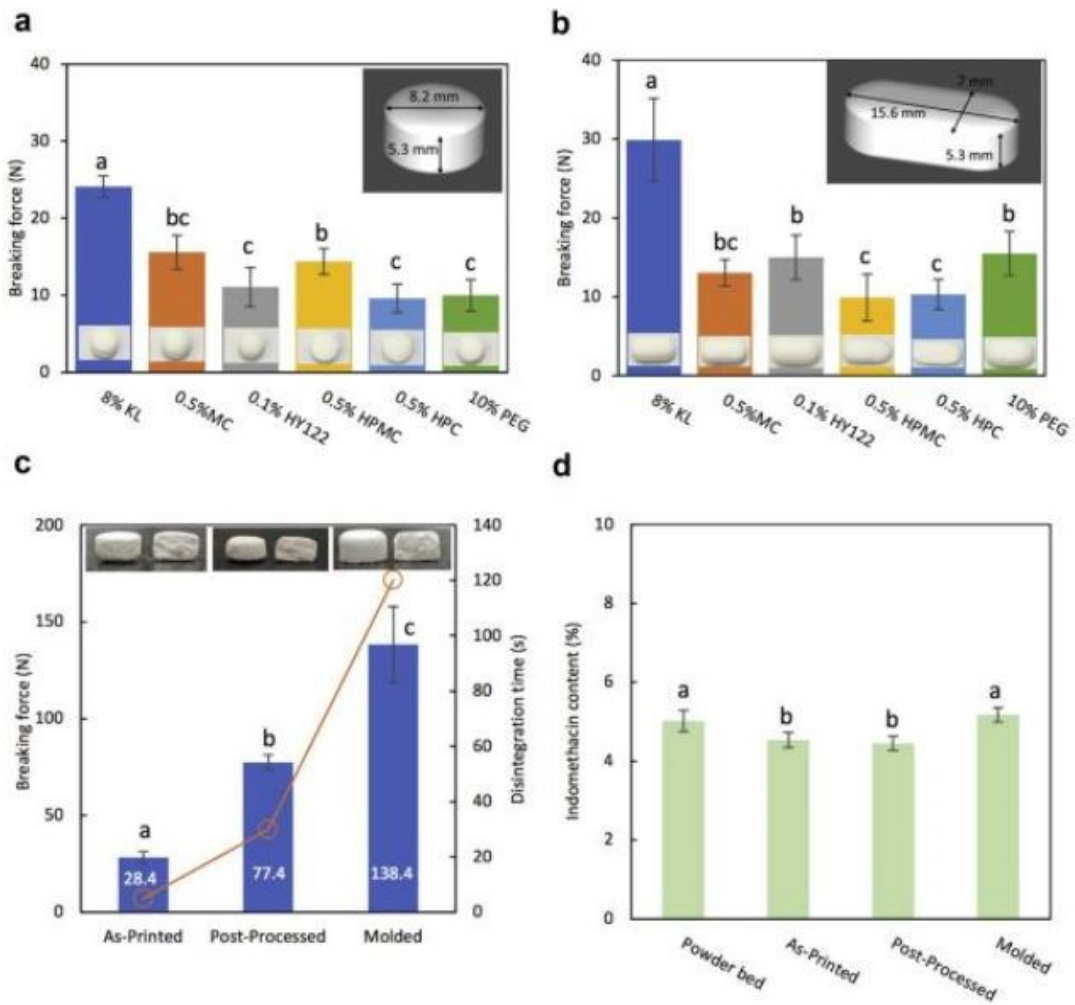 a
40
30
20
10
0
Breaking force (N)
8.2 mm
5.3 mm
a
bc
c
b
c
c
8% KL
0.5%MC
0.1% HY122
0.5% HPMC
0.5% HPC
10% PEG
b
40
30
20
10
0
Breaking force (N)
7 mm
15.6 mm
5.3 mm
a
bc
b
c
c
b
8% KL
0.5%MC
0.1% HY122
0.5% HPMC
0.5% HPC
10% PEG
c
200
150
100
50
0
Breaking force (N)
140
120
100
80
60
40
20
0
Disintegration time (s)
a
b
c
28.4
77.4
138.4
As-Printed
Post-Processed
Molded
d
10
8
6
4
2
0
Indomethacin content (%)
a
b
b
a
Powder bed
As-Printed
Post-Processed
Molded